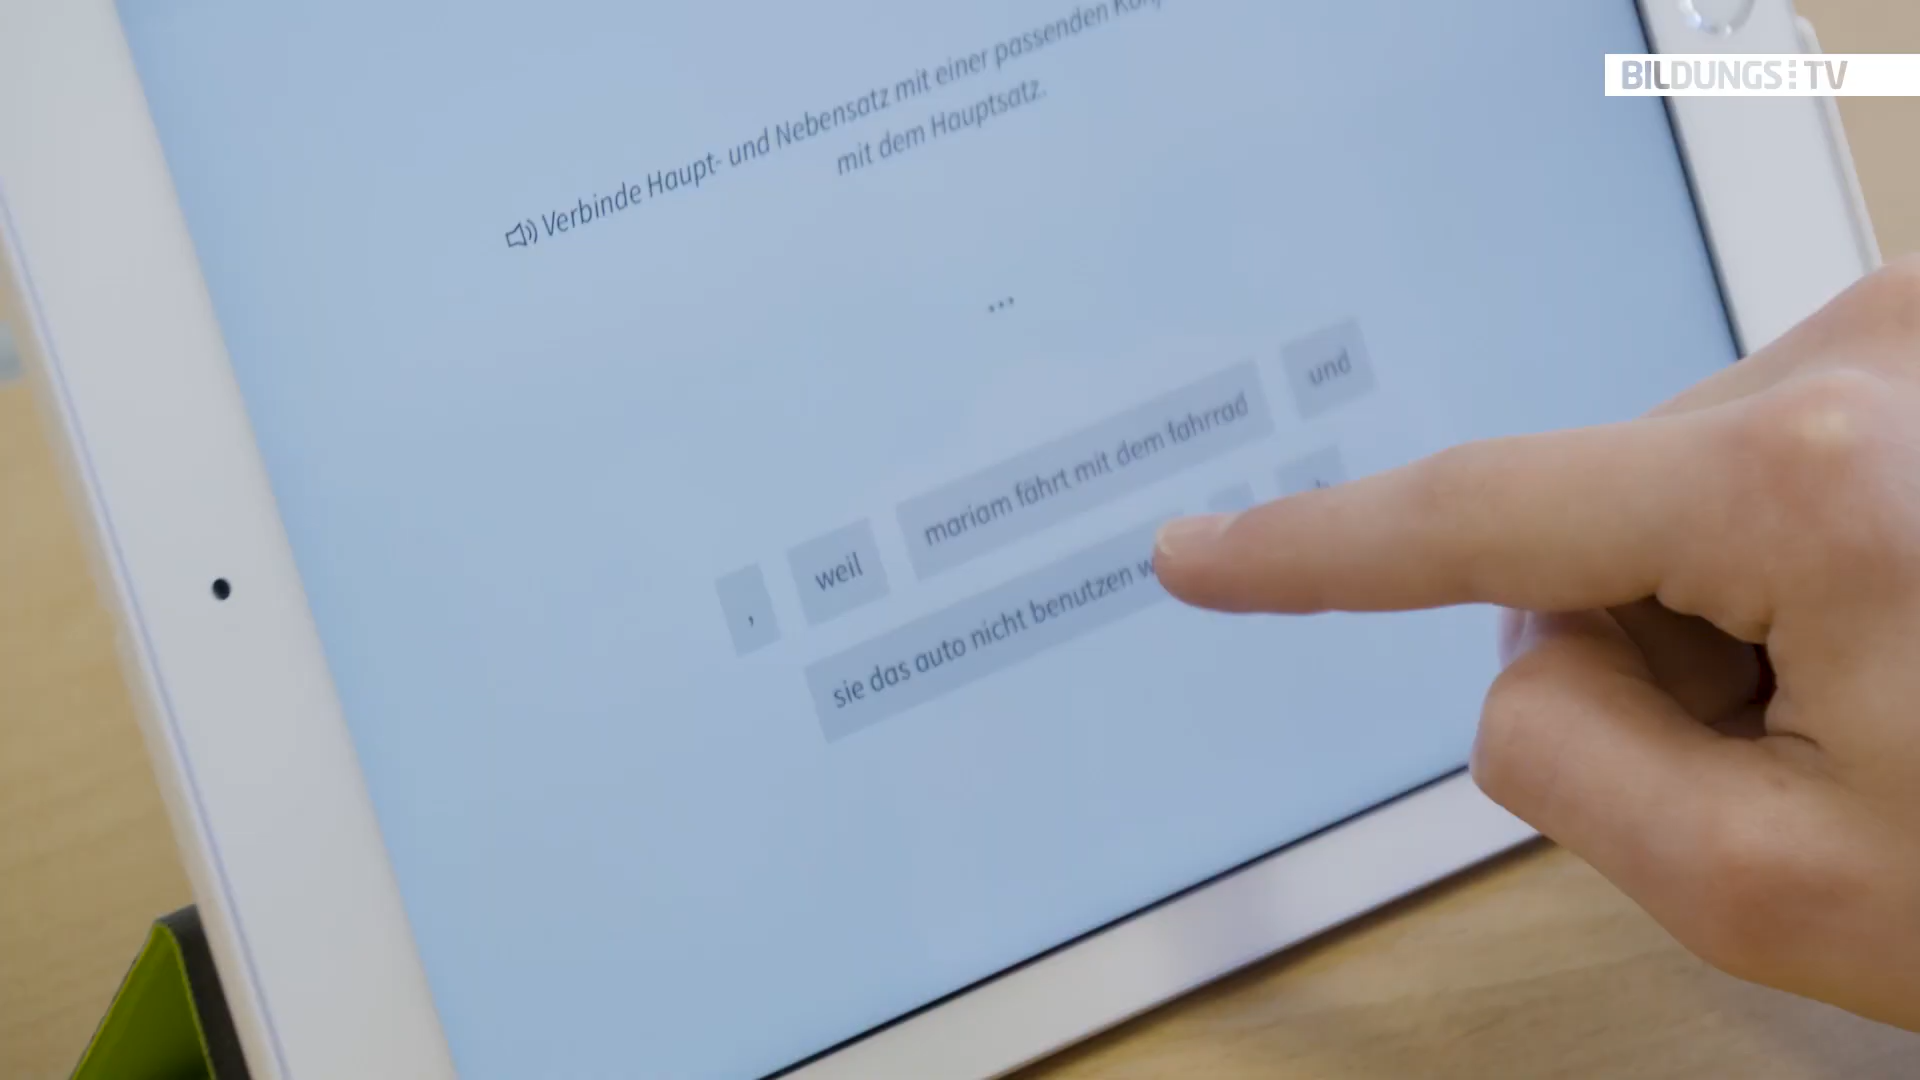 BILDUNGS TV
Verbinde Haupt- und Nebensatz mit einer passenden
mit dem Hauptsatz.
...
, weil mariam fährt mit dem fahrrad und
sie das auto nicht benutzen